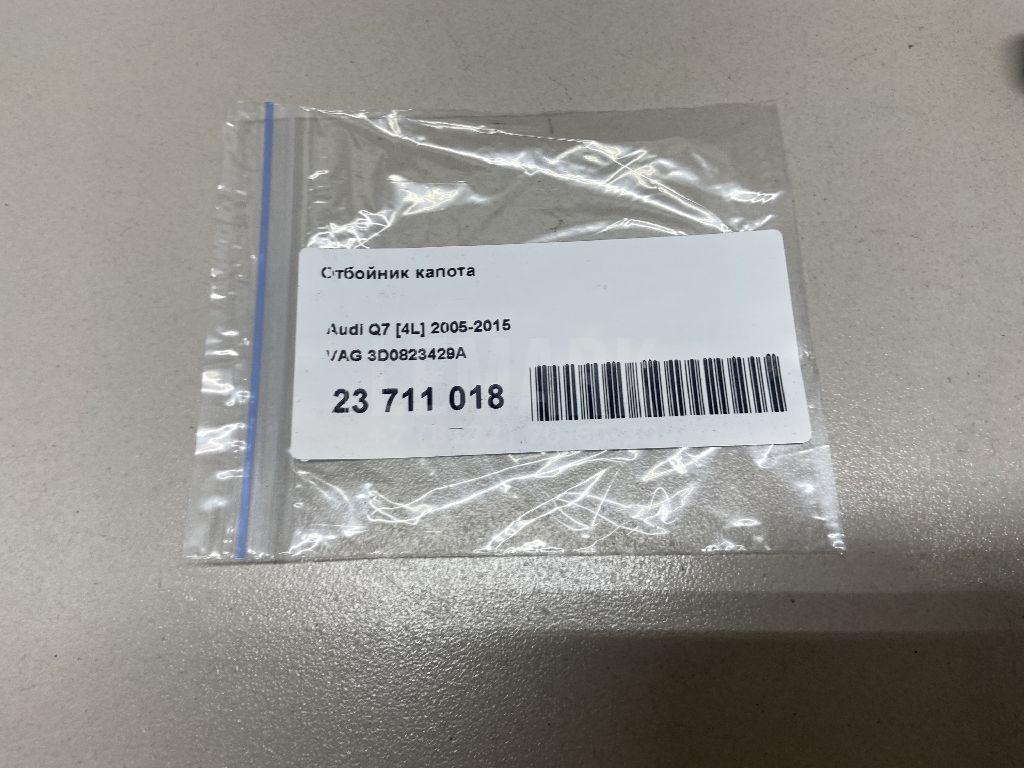 Отбойник капота
Audi Q7 [4L] 2005-2015
VAG 3D0823429A
23 711 018